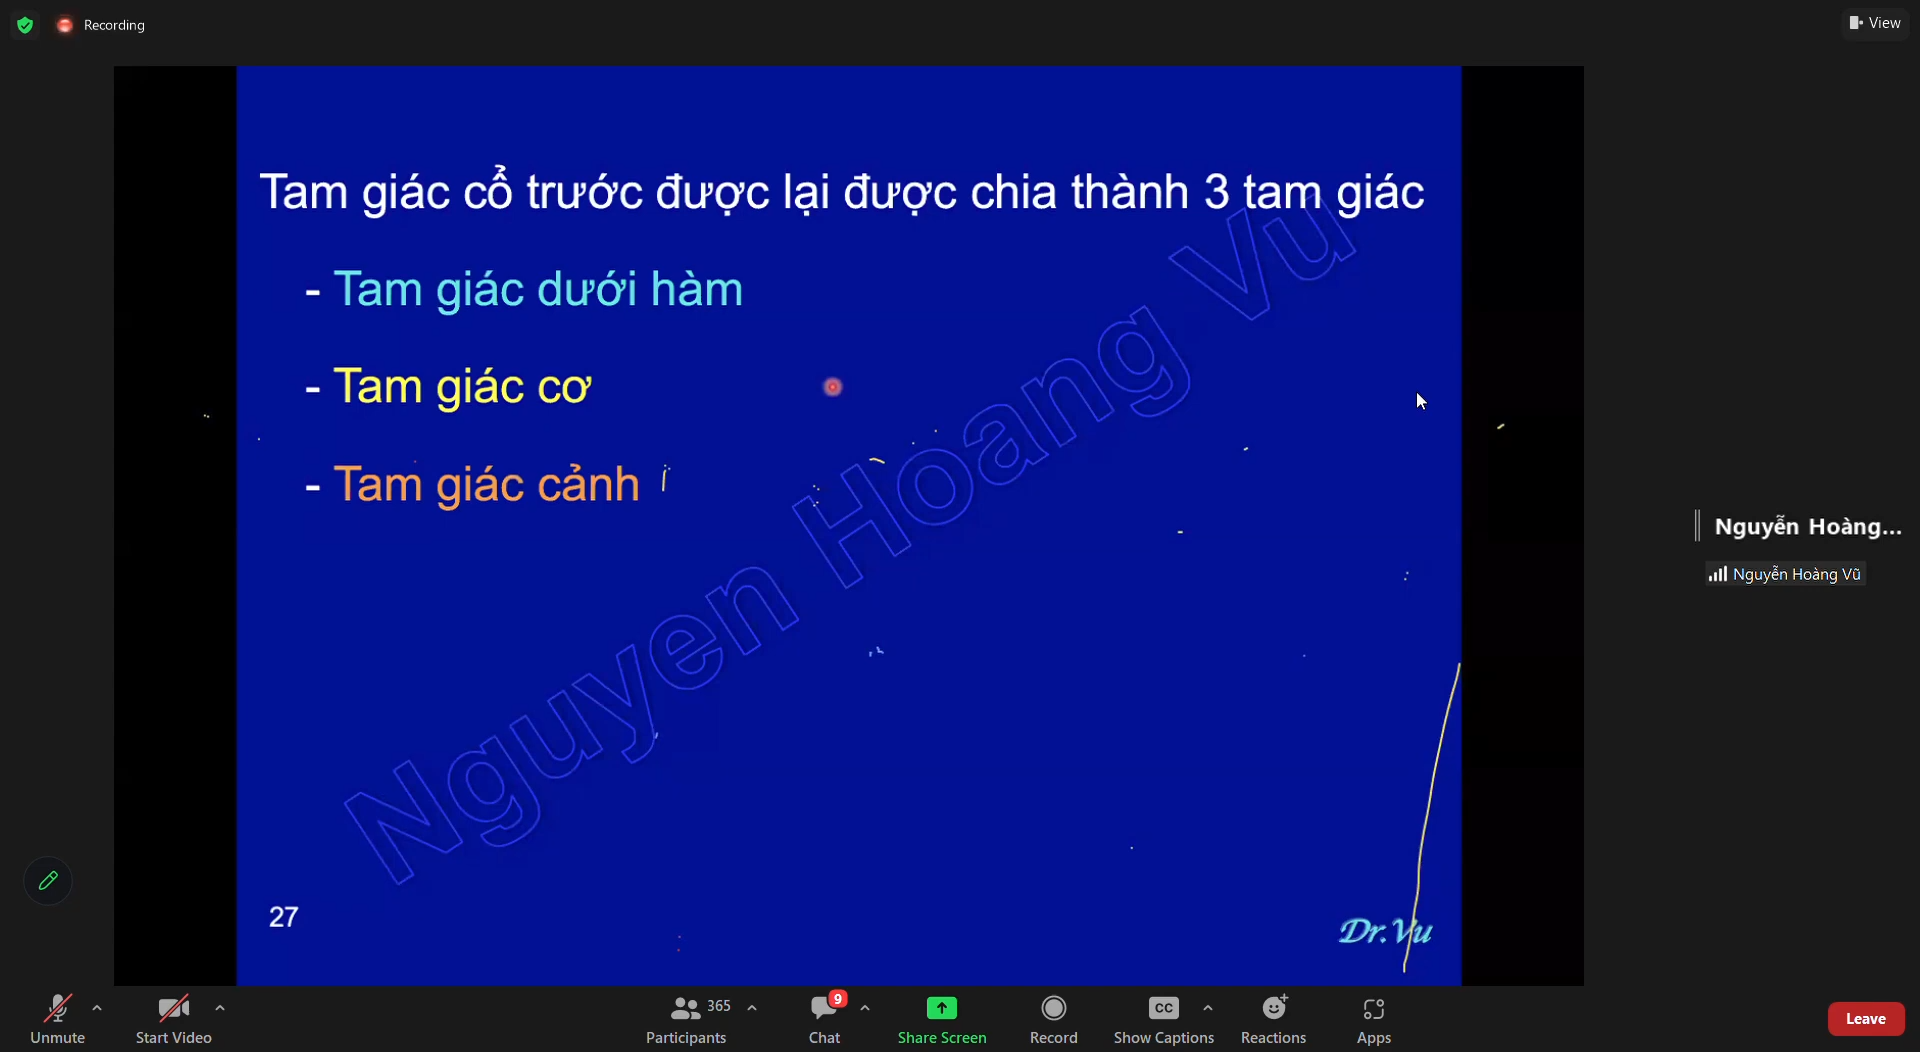 Recording
View
Tam giác cổ trước được lại được chia thành 3 tam giác
- Tam giác dưới hàm
- Tam giác cơ
- Tam giác cảnh
Nguyen Hoang Vu
Nguyễn Hoàng...
Nguyễn Hoàng Vũ
27
Dr.Vu
Unmute
Start Video
365
Participants
9
Chat
Share Screen
Record
CC
Show Captions
Reactions
Apps
Leave